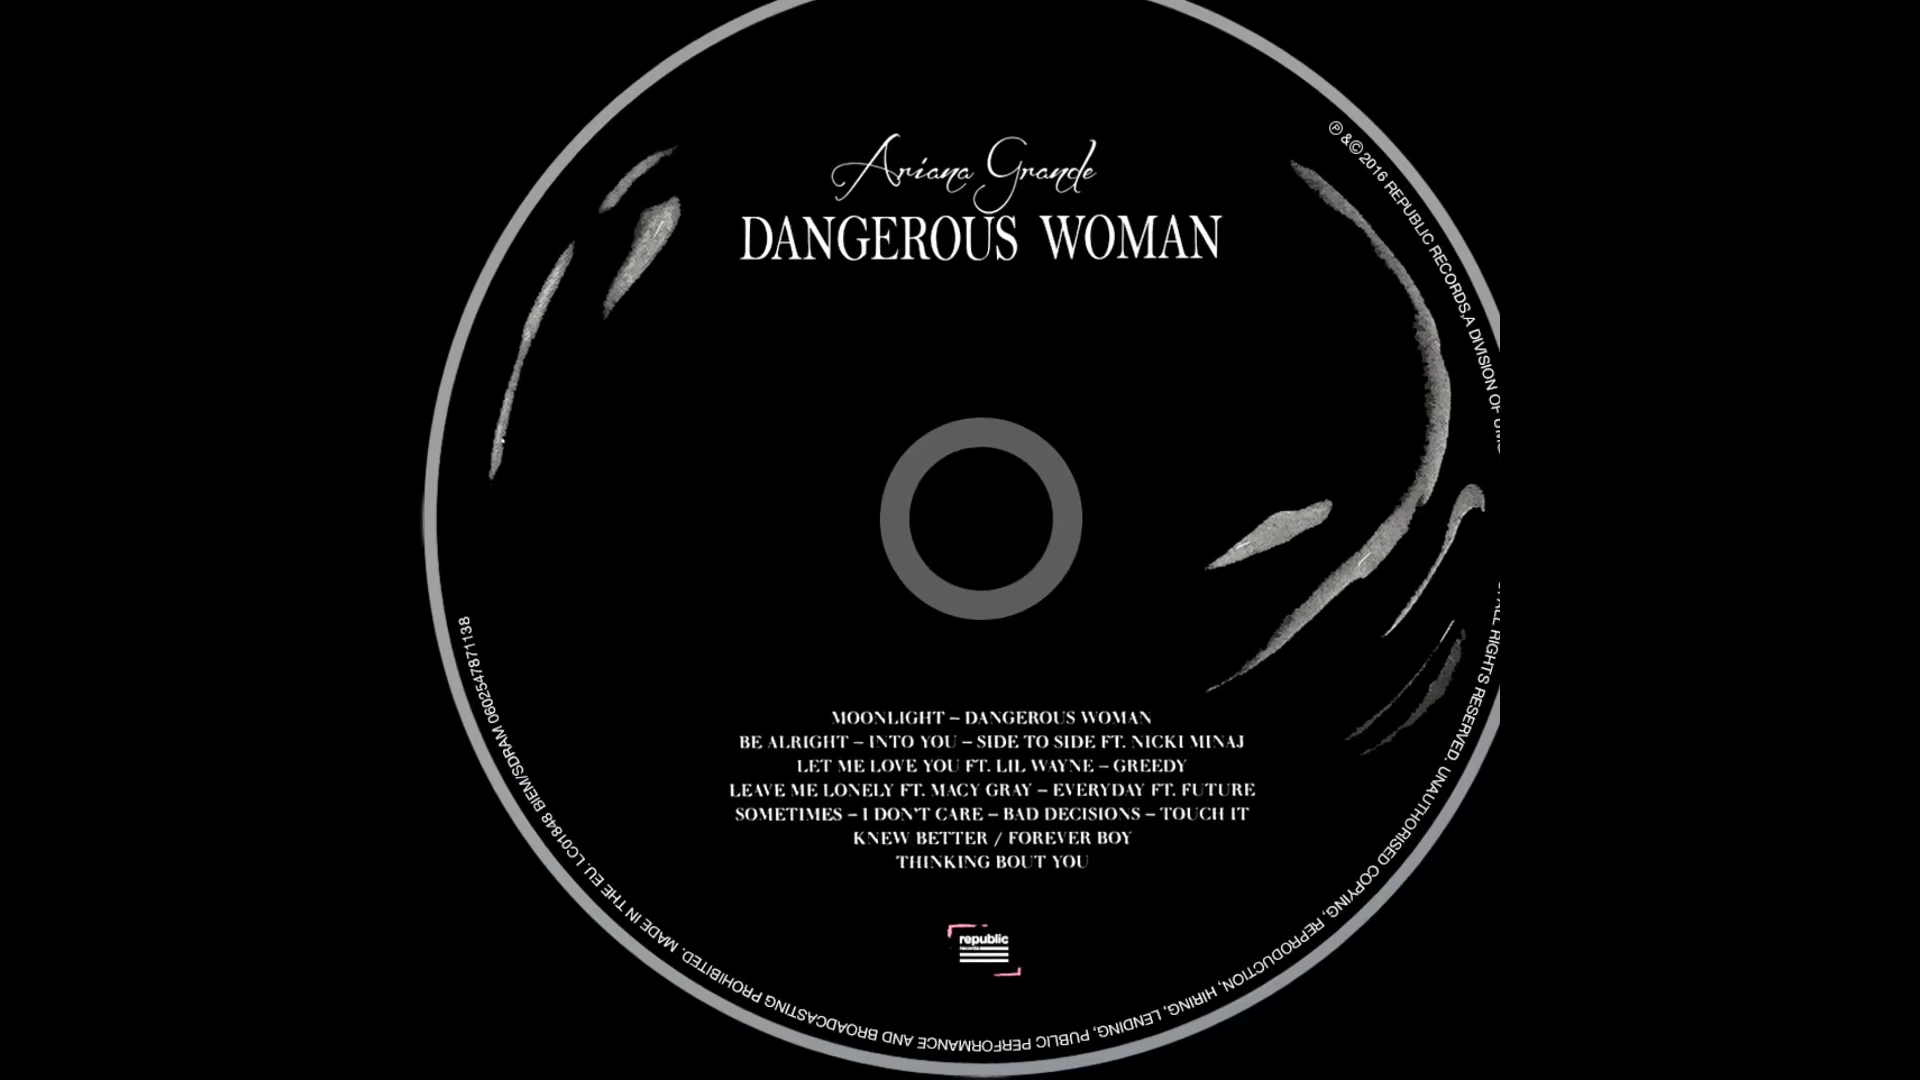 Ariana Grande
DANGEROUS WOMAN
℗ & © 2016 REPUBLIC RECORDS, A DIVISION OF
RIGHTS RESERVED. UNAUTHORISED COPYING, REPRODUCTION, HIRING, LENDING, PUBLIC PERFORMANCE AND BROADCASTING PROHIBITED. MADE IN THE EU. LC01848 BIEM/SDRAM 0602547871138
MOONLIGHT – DANGEROUS WOMAN
BE ALRIGHT – INTO YOU – SIDE TO SIDE FT. NICKI MINAJ
LET ME LOVE YOU FT. LIL WAYNE – GREEDY
LEAVE ME LONELY FT. MACY GRAY – EVERYDAY FT. FUTURE
SOMETIMES – I DON'T CARE – BAD DECISIONS – TOUCH IT
KNEW BETTER / FOREVER BOY
THINKING BOUT YOU
republic
records